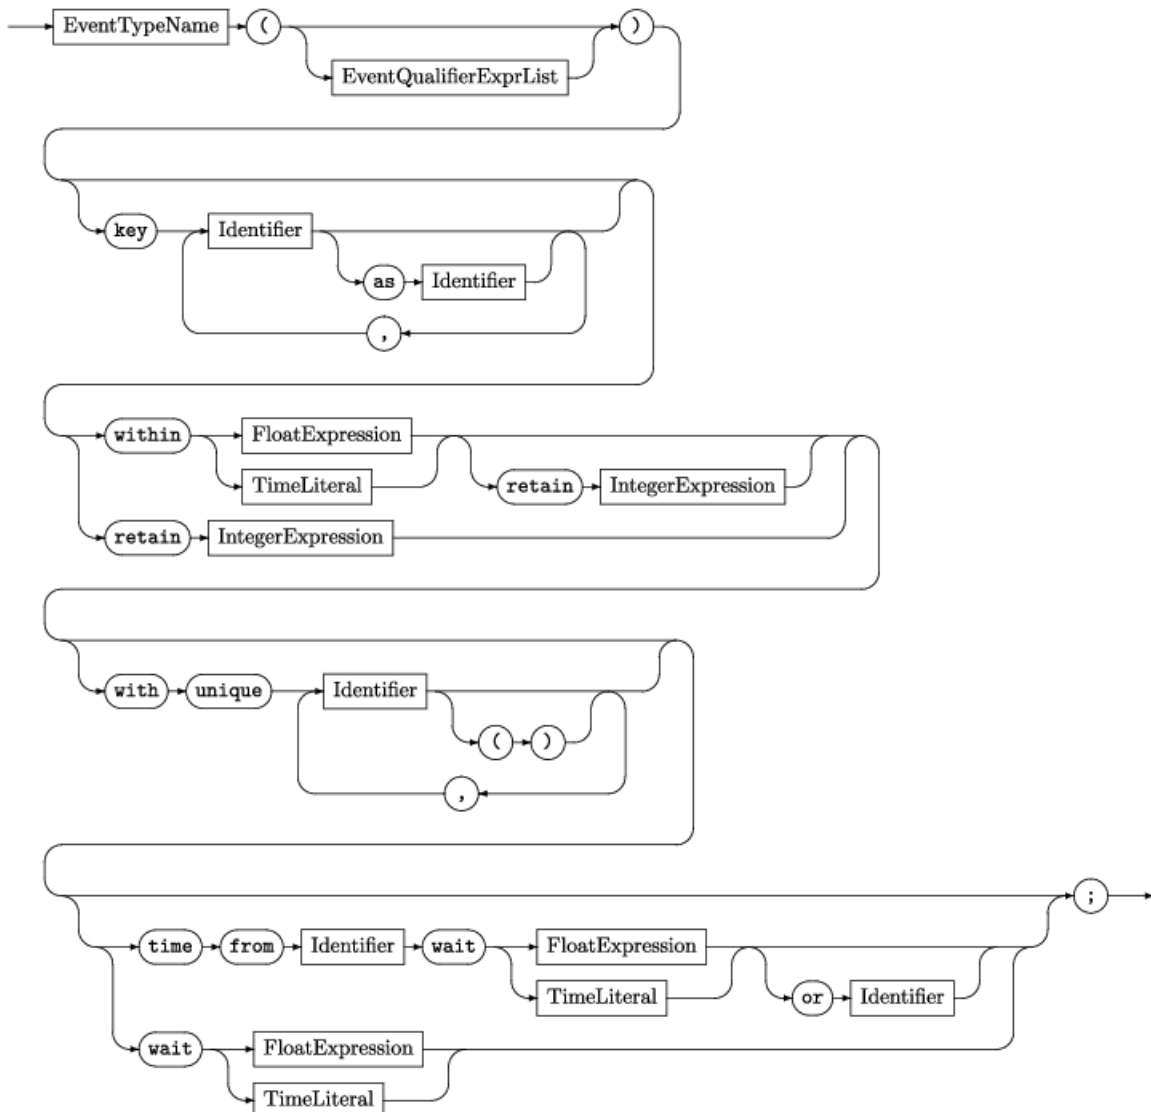 EventTypeName ( )
EventQualifierExprList
key Identifier
as Identifier
,
within FloatExpression
TimeLiteral retain IntegerExpression
retain IntegerExpression
with unique Identifier
( )
,
;
time from Identifier wait FloatExpression
TimeLiteral or Identifier
wait FloatExpression
TimeLiteral